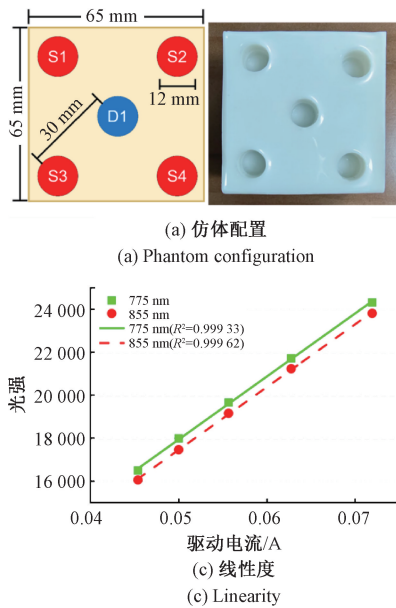 65 mm
S1
S2
12 mm
65 mm
30 mm
D1
S3
S4
(a) 仿体配置
(a) Phantom configuration
24 000
22 000
20 000
18 000
16 000
光强
775 nm
855 nm
775 nm(R²=0.999 33)
855 nm(R²=0.999 62)
0.04
0.05
0.06
0.07
驱动电流/A
(c) 线性度
(c) Linearity